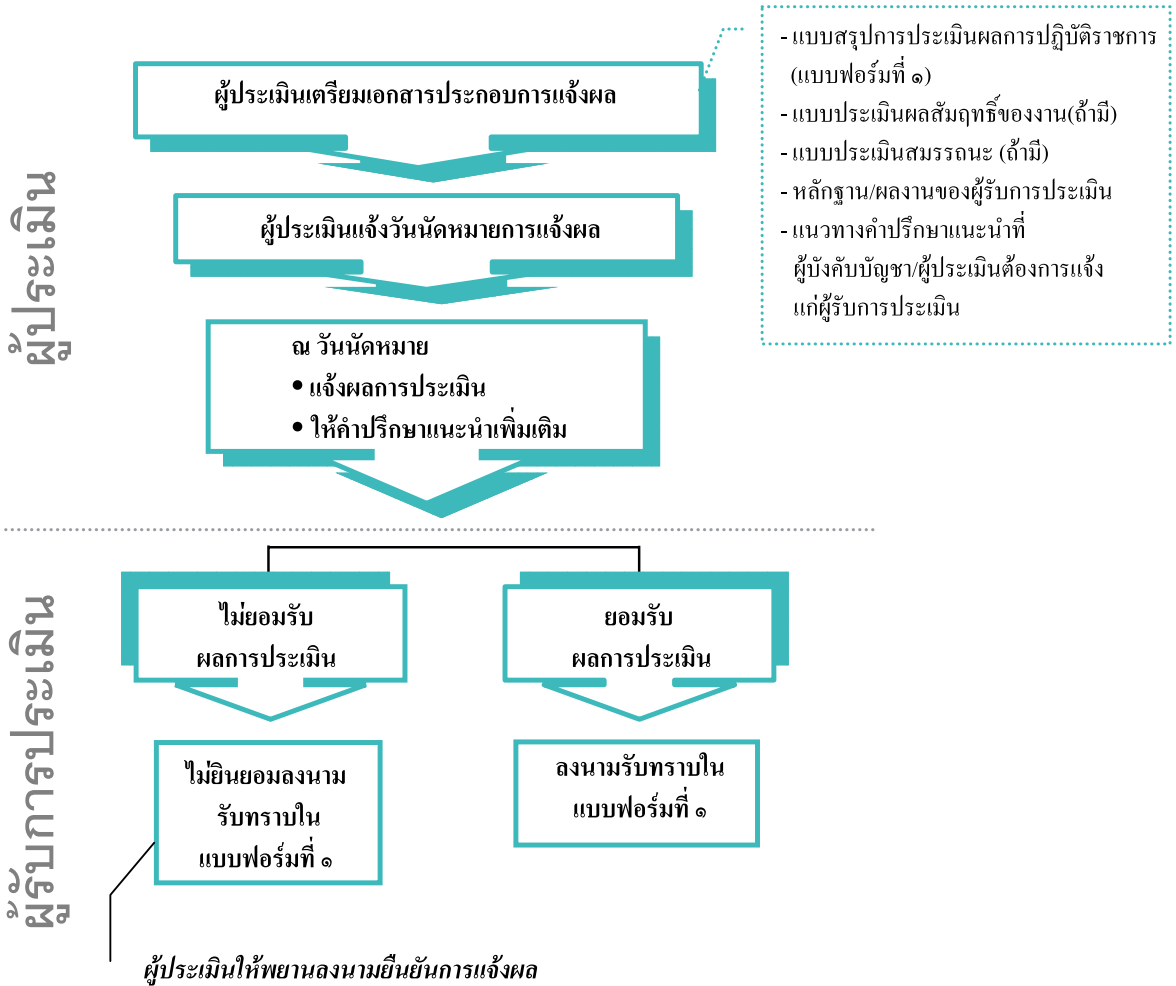 ผู้ประเมิน
ผู้ประเมินเตรียมเอกสารประกอบการแจ้งผล
- แบบสรุปการประเมินผลการปฏิบัติราชการ
(แบบฟอร์มที่ ๑)
- แบบประเมินผลสัมฤทธิ์ของงาน(ถ้ามี)
- แบบประเมินสมรรถนะ (ถ้ามี)
- หลักฐาน/ผลงานของผู้รับการประเมิน
- แนวทางคำปรึกษาแนะนำที่
ผู้บังคับบัญชา/ผู้ประเมินต้องการแจ้ง
แก่ผู้รับการประเมิน
ผู้ประเมินแจ้งวันนัดหมายการแจ้งผล
ณ วันนัดหมาย
• แจ้งผลการประเมิน
• ให้คำปรึกษาแนะนำเพิ่มเติม
ผู้รับการประเมิน
ไม่ยอมรับ
ผลการประเมิน
ยอมรับ
ผลการประเมิน
ไม่ยินยอมลงนาม
รับทราบใน
แบบฟอร์มที่ ๑
ลงนามรับทราบใน
แบบฟอร์มที่ ๑
ผู้ประเมินให้พยานลงนามยืนยันการแจ้งผล